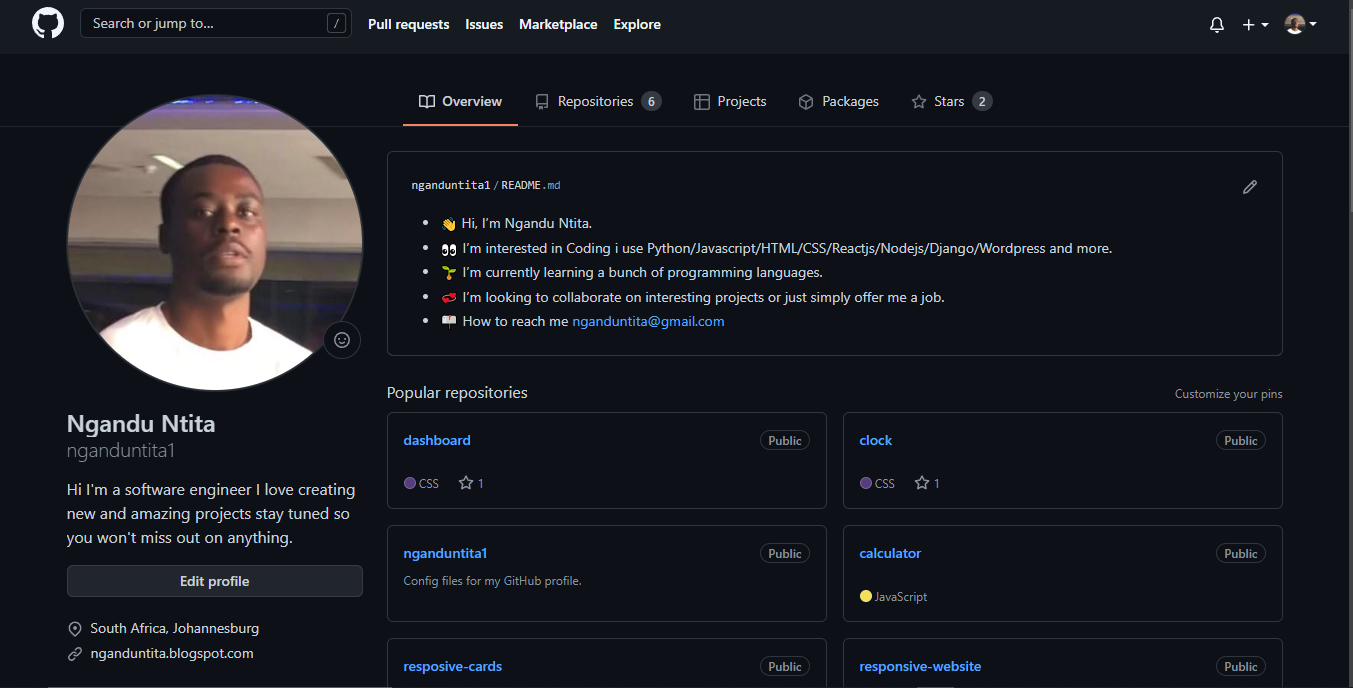 Search or jump to... /
Pull requests
Issues
Marketplace
Explore
Overview
Repositories 6
Projects
Packages
Stars 2
nganduntita1 / README.md
👋 Hi, I’m Ngandu Ntita.
👀 I’m interested in Coding i use Python/Javascript/HTML/CSS/Reactjs/Nodejs/Django/Wordpress and more.
🌱 I’m currently learning a bunch of programming languages.
💞️ I’m looking to collaborate on interesting projects or just simply offer me a job.
📫 How to reach me nganduntita@gmail.com
Ngandu Ntita
nganduntita1
Hi I'm a software engineer I love creating
new and amazing projects stay tuned so
you won't miss out on anything.
Edit profile
South Africa, Johannesburg
nganduntita.blogspot.com
Popular repositories
Customize your pins
dashboard Public
CSS 1
clock Public
CSS 1
nganduntita1 Public
Config files for my GitHub profile.
calculator Public
JavaScript
resposive-cards Public
responsive-website Public